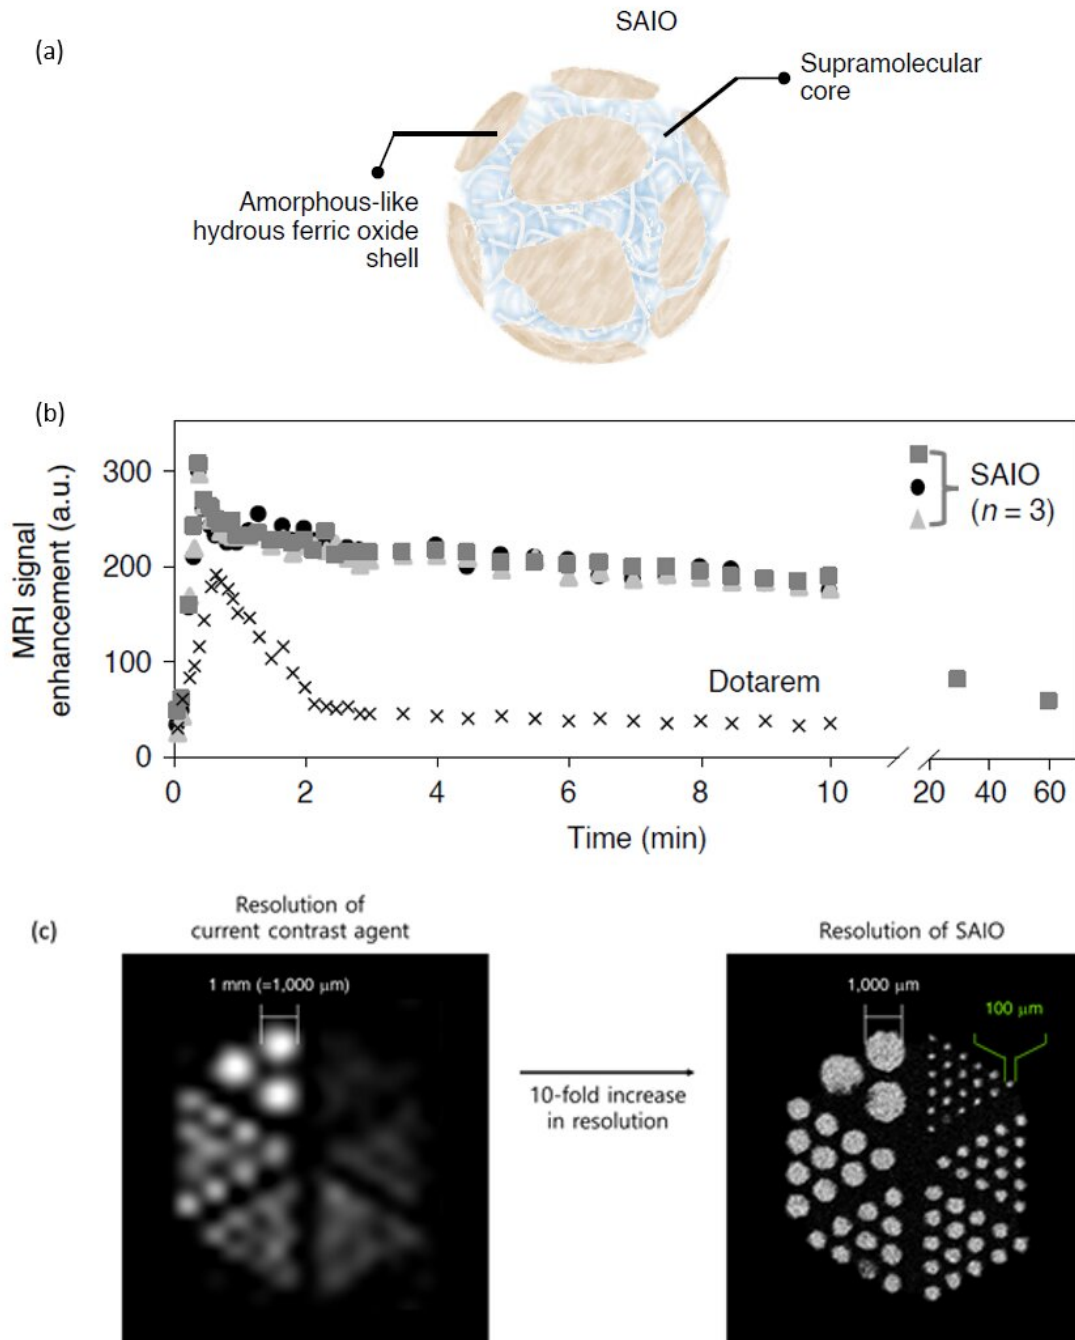 (a)
SAIO
Supramolecular
core
Amorphous-like
hydrous ferric oxide
shell
(b)
MRI signal
enhancement (a.u.)
300
200
100
0
SAIO
(n = 3)
Dotarem
0 2 4 6 8 10 20 40 60
Time (min)
(c)
Resolution of
current contrast agent
1 mm (=1,000 μm)
10-fold increase
in resolution
Resolution of SAIO
1,000 μm
100 μm